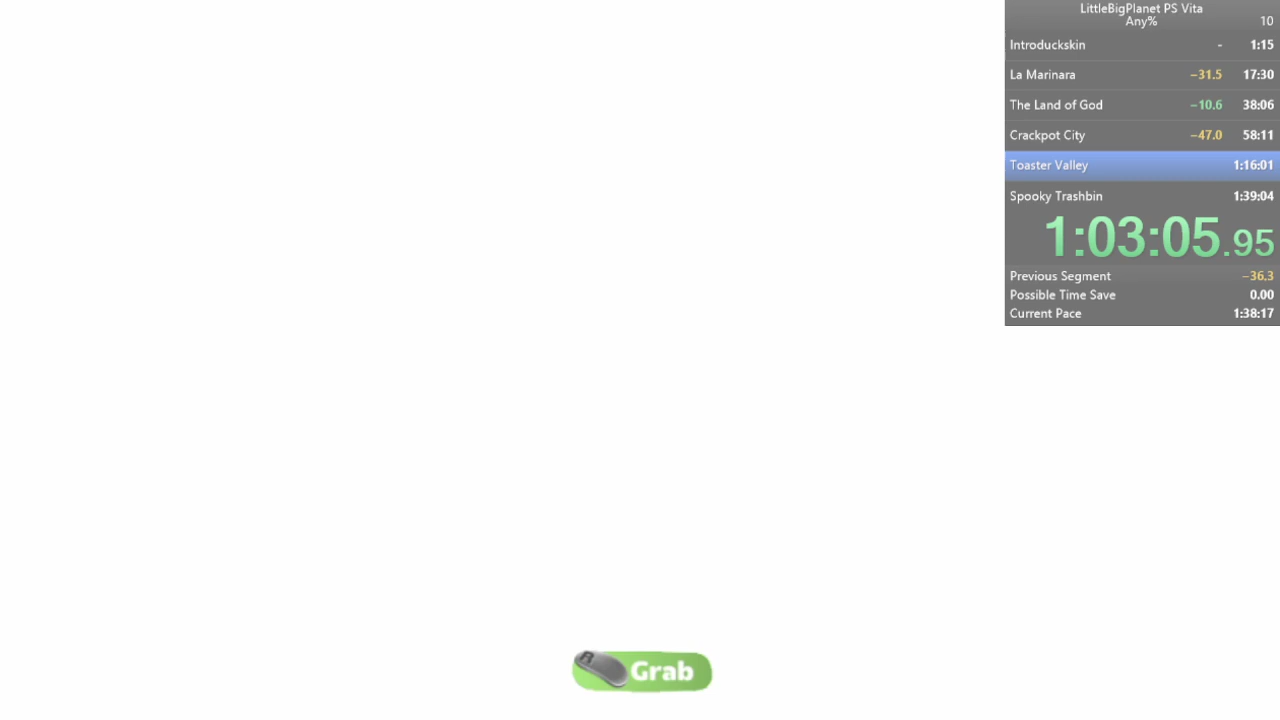 LittleBigPlanet PS Vita
Any% 10
Introduckskin - 1:15
La Marinara −31.5 17:30
The Land of God −10.6 38:06
Crackpot City −47.0 58:11
Toaster Valley 1:16:01
Spooky Trashbin 1:39:04
1:03:05.95
Previous Segment −36.3
Possible Time Save 0.00
Current Pace 1:38:17
R Grab